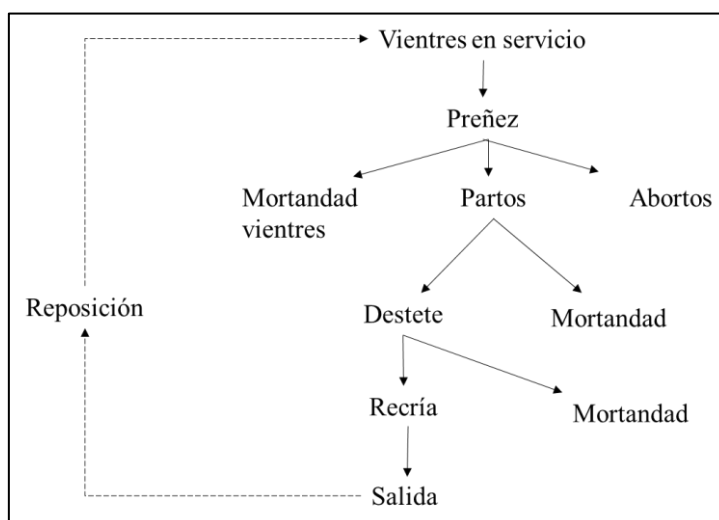 Vientres en servicio
Preñez
Mortandad
vientres
Partos
Abortos
Reposición
Destete
Mortandad
Recría
Mortandad
Salida